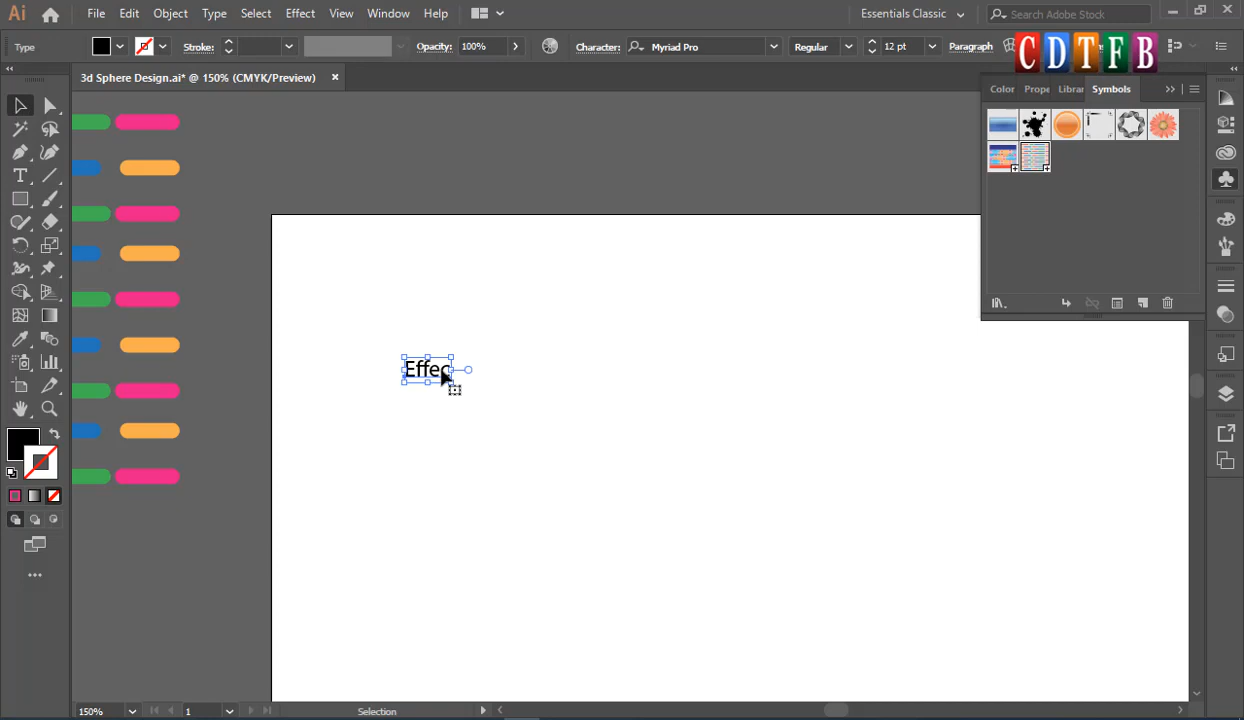 Ai File Edit Object Type Select Effect View Window Help Essentials Classic Search Adobe Stock
Type Stroke: Opacity: 100% Character: Myriad Pro Regular 12 pt Paragraph
C D T F B
3d Sphere Design.ai* @ 150% (CMYK/Preview)
Color Prope Librar Symbols
Effec
150% 1 Selection